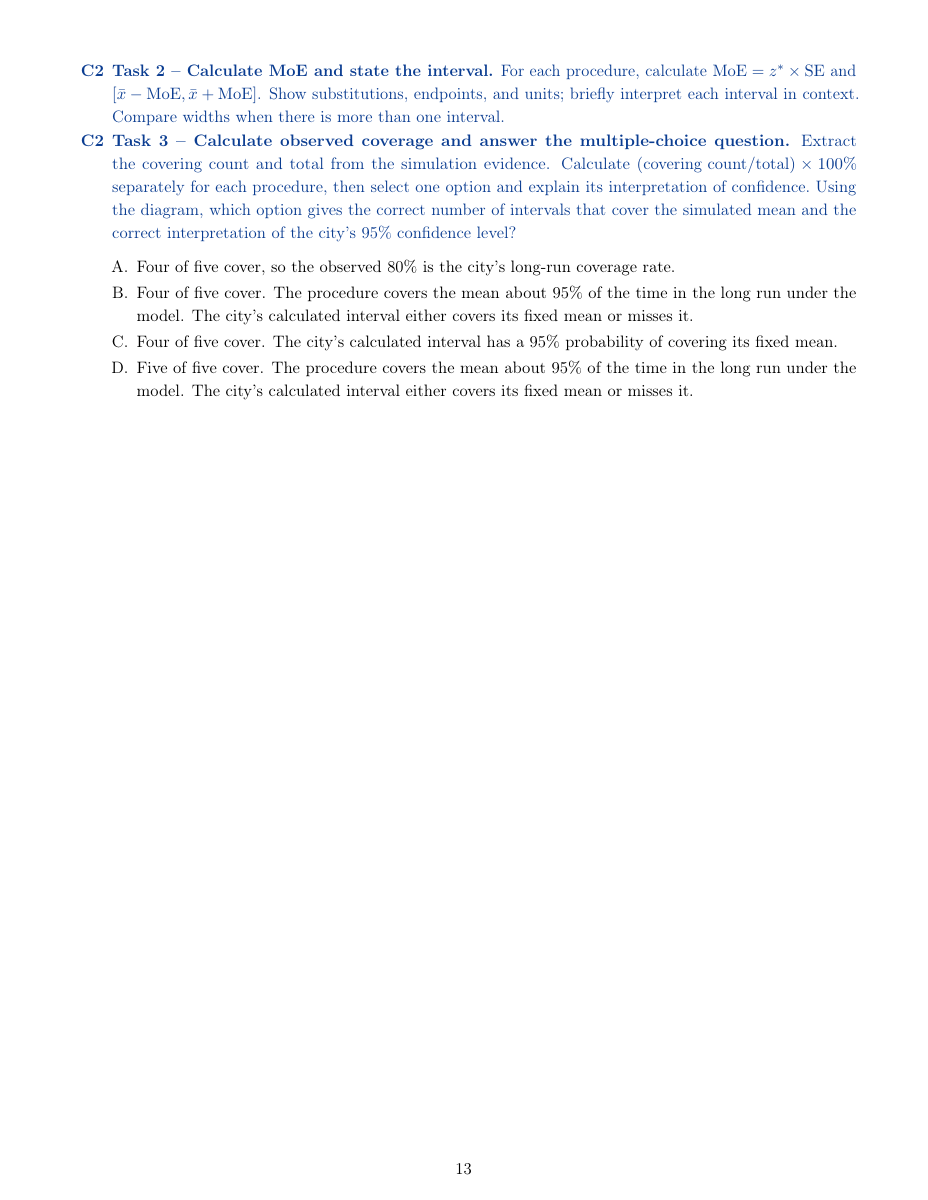 C2 Task 2 – Calculate MoE and state the interval. For each procedure, calculate MoE = z* × SE and
[x̄ − MoE, x̄ + MoE]. Show substitutions, endpoints, and units; briefly interpret each interval in context.
Compare widths when there is more than one interval.
C2 Task 3 – Calculate observed coverage and answer the multiple-choice question. Extract
the covering count and total from the simulation evidence. Calculate (covering count/total) × 100%
separately for each procedure, then select one option and explain its interpretation of confidence. Using
the diagram, which option gives the correct number of intervals that cover the simulated mean and the
correct interpretation of the city's 95% confidence level?
A. Four of five cover, so the observed 80% is the city's long-run coverage rate.
B. Four of five cover. The procedure covers the mean about 95% of the time in the long run under the
model. The city's calculated interval either covers its fixed mean or misses it.
C. Four of five cover. The city's calculated interval has a 95% probability of covering its fixed mean.
D. Five of five cover. The procedure covers the mean about 95% of the time in the long run under the
model. The city's calculated interval either covers its fixed mean or misses it.
13